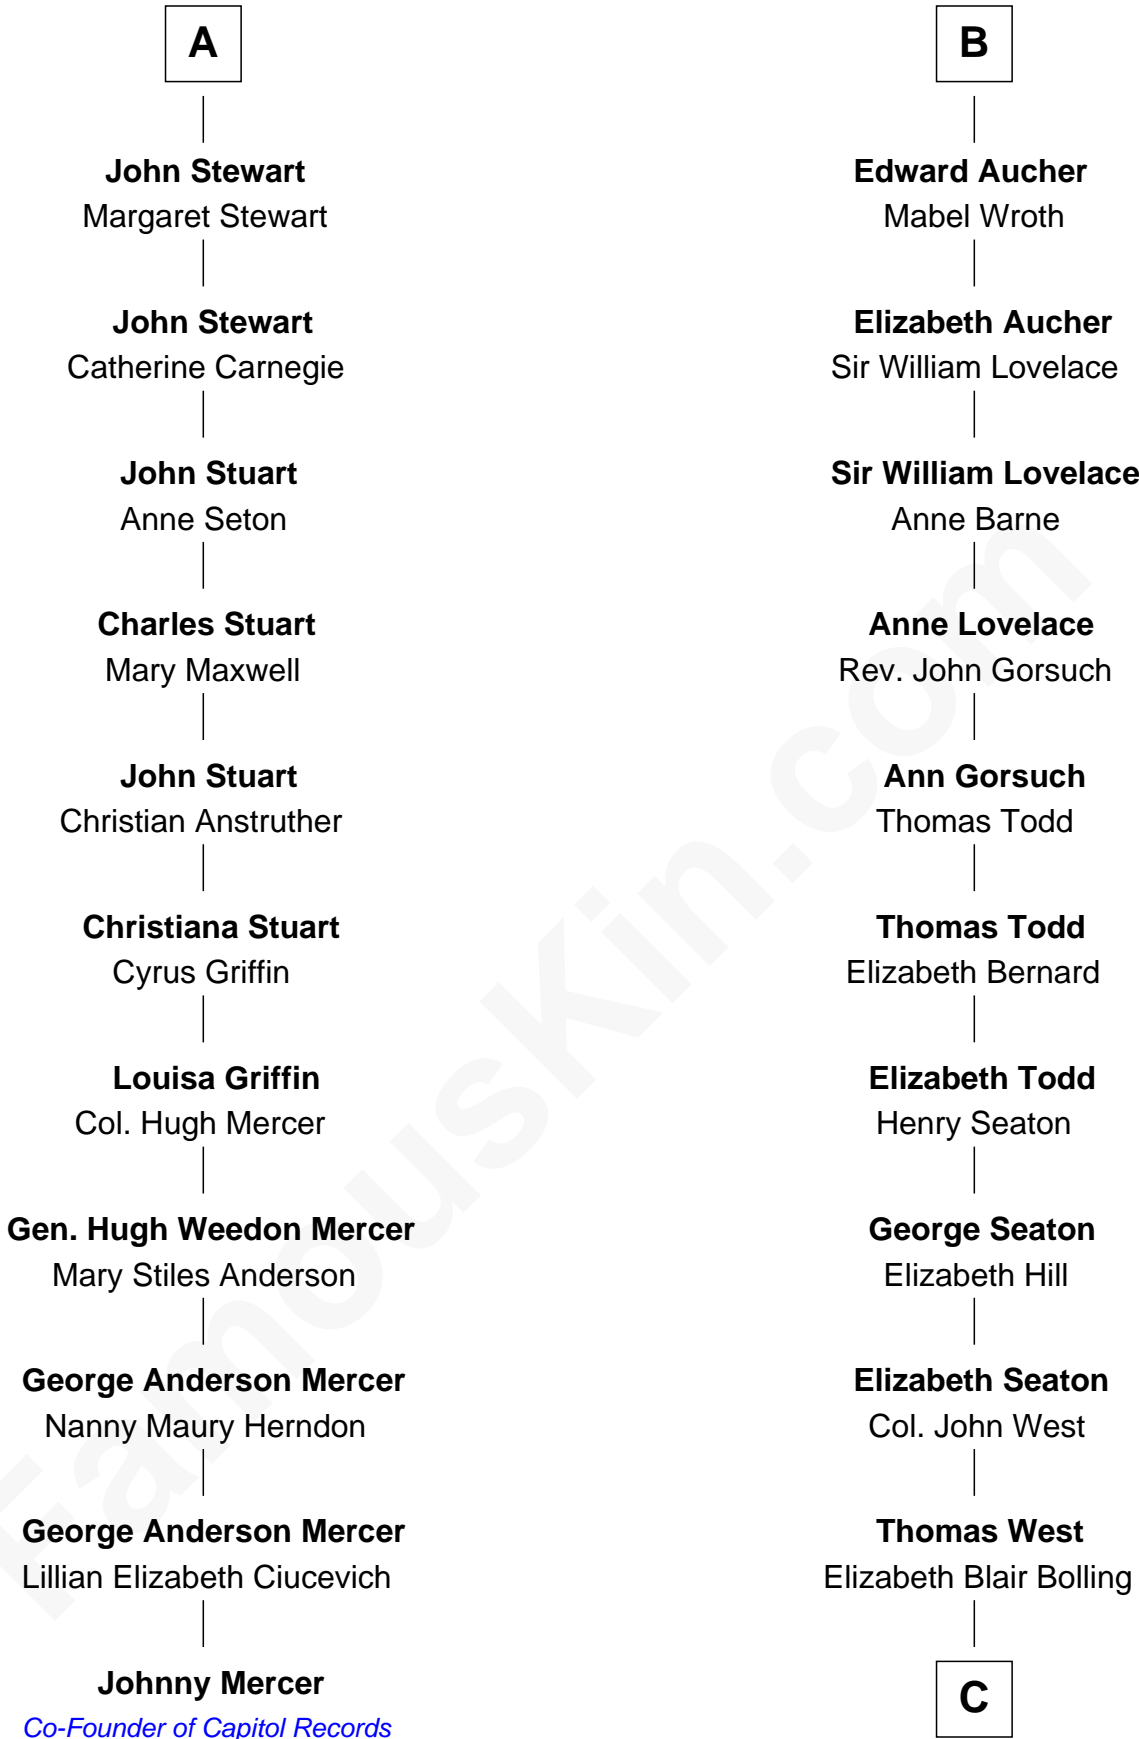 A
John Stewart
Margaret Stewart
John Stewart
Catherine Carnegie
John Stuart
Anne Seton
Charles Stuart
Mary Maxwell
John Stuart
Christian Anstruther
Christiana Stuart
Cyrus Griffin
Louisa Griffin
Col. Hugh Mercer
Gen. Hugh Weedon Mercer
Mary Stiles Anderson
George Anderson Mercer
Nanny Maury Herndon
George Anderson Mercer
Lillian Elizabeth Ciucevich
Johnny Mercer
Co-Founder of Capitol Records
B
Edward Aucher
Mabel Wroth
Elizabeth Aucher
Sir William Lovelace
Sir William Lovelace
Anne Barne
Anne Lovelace
Rev. John Gorsuch
Ann Gorsuch
Thomas Todd
Thomas Todd
Elizabeth Bernard
Elizabeth Todd
Henry Seaton
George Seaton
Elizabeth Hill
Elizabeth Seaton
Col. John West
Thomas West
Elizabeth Blair Bolling
C
FamousKin.com